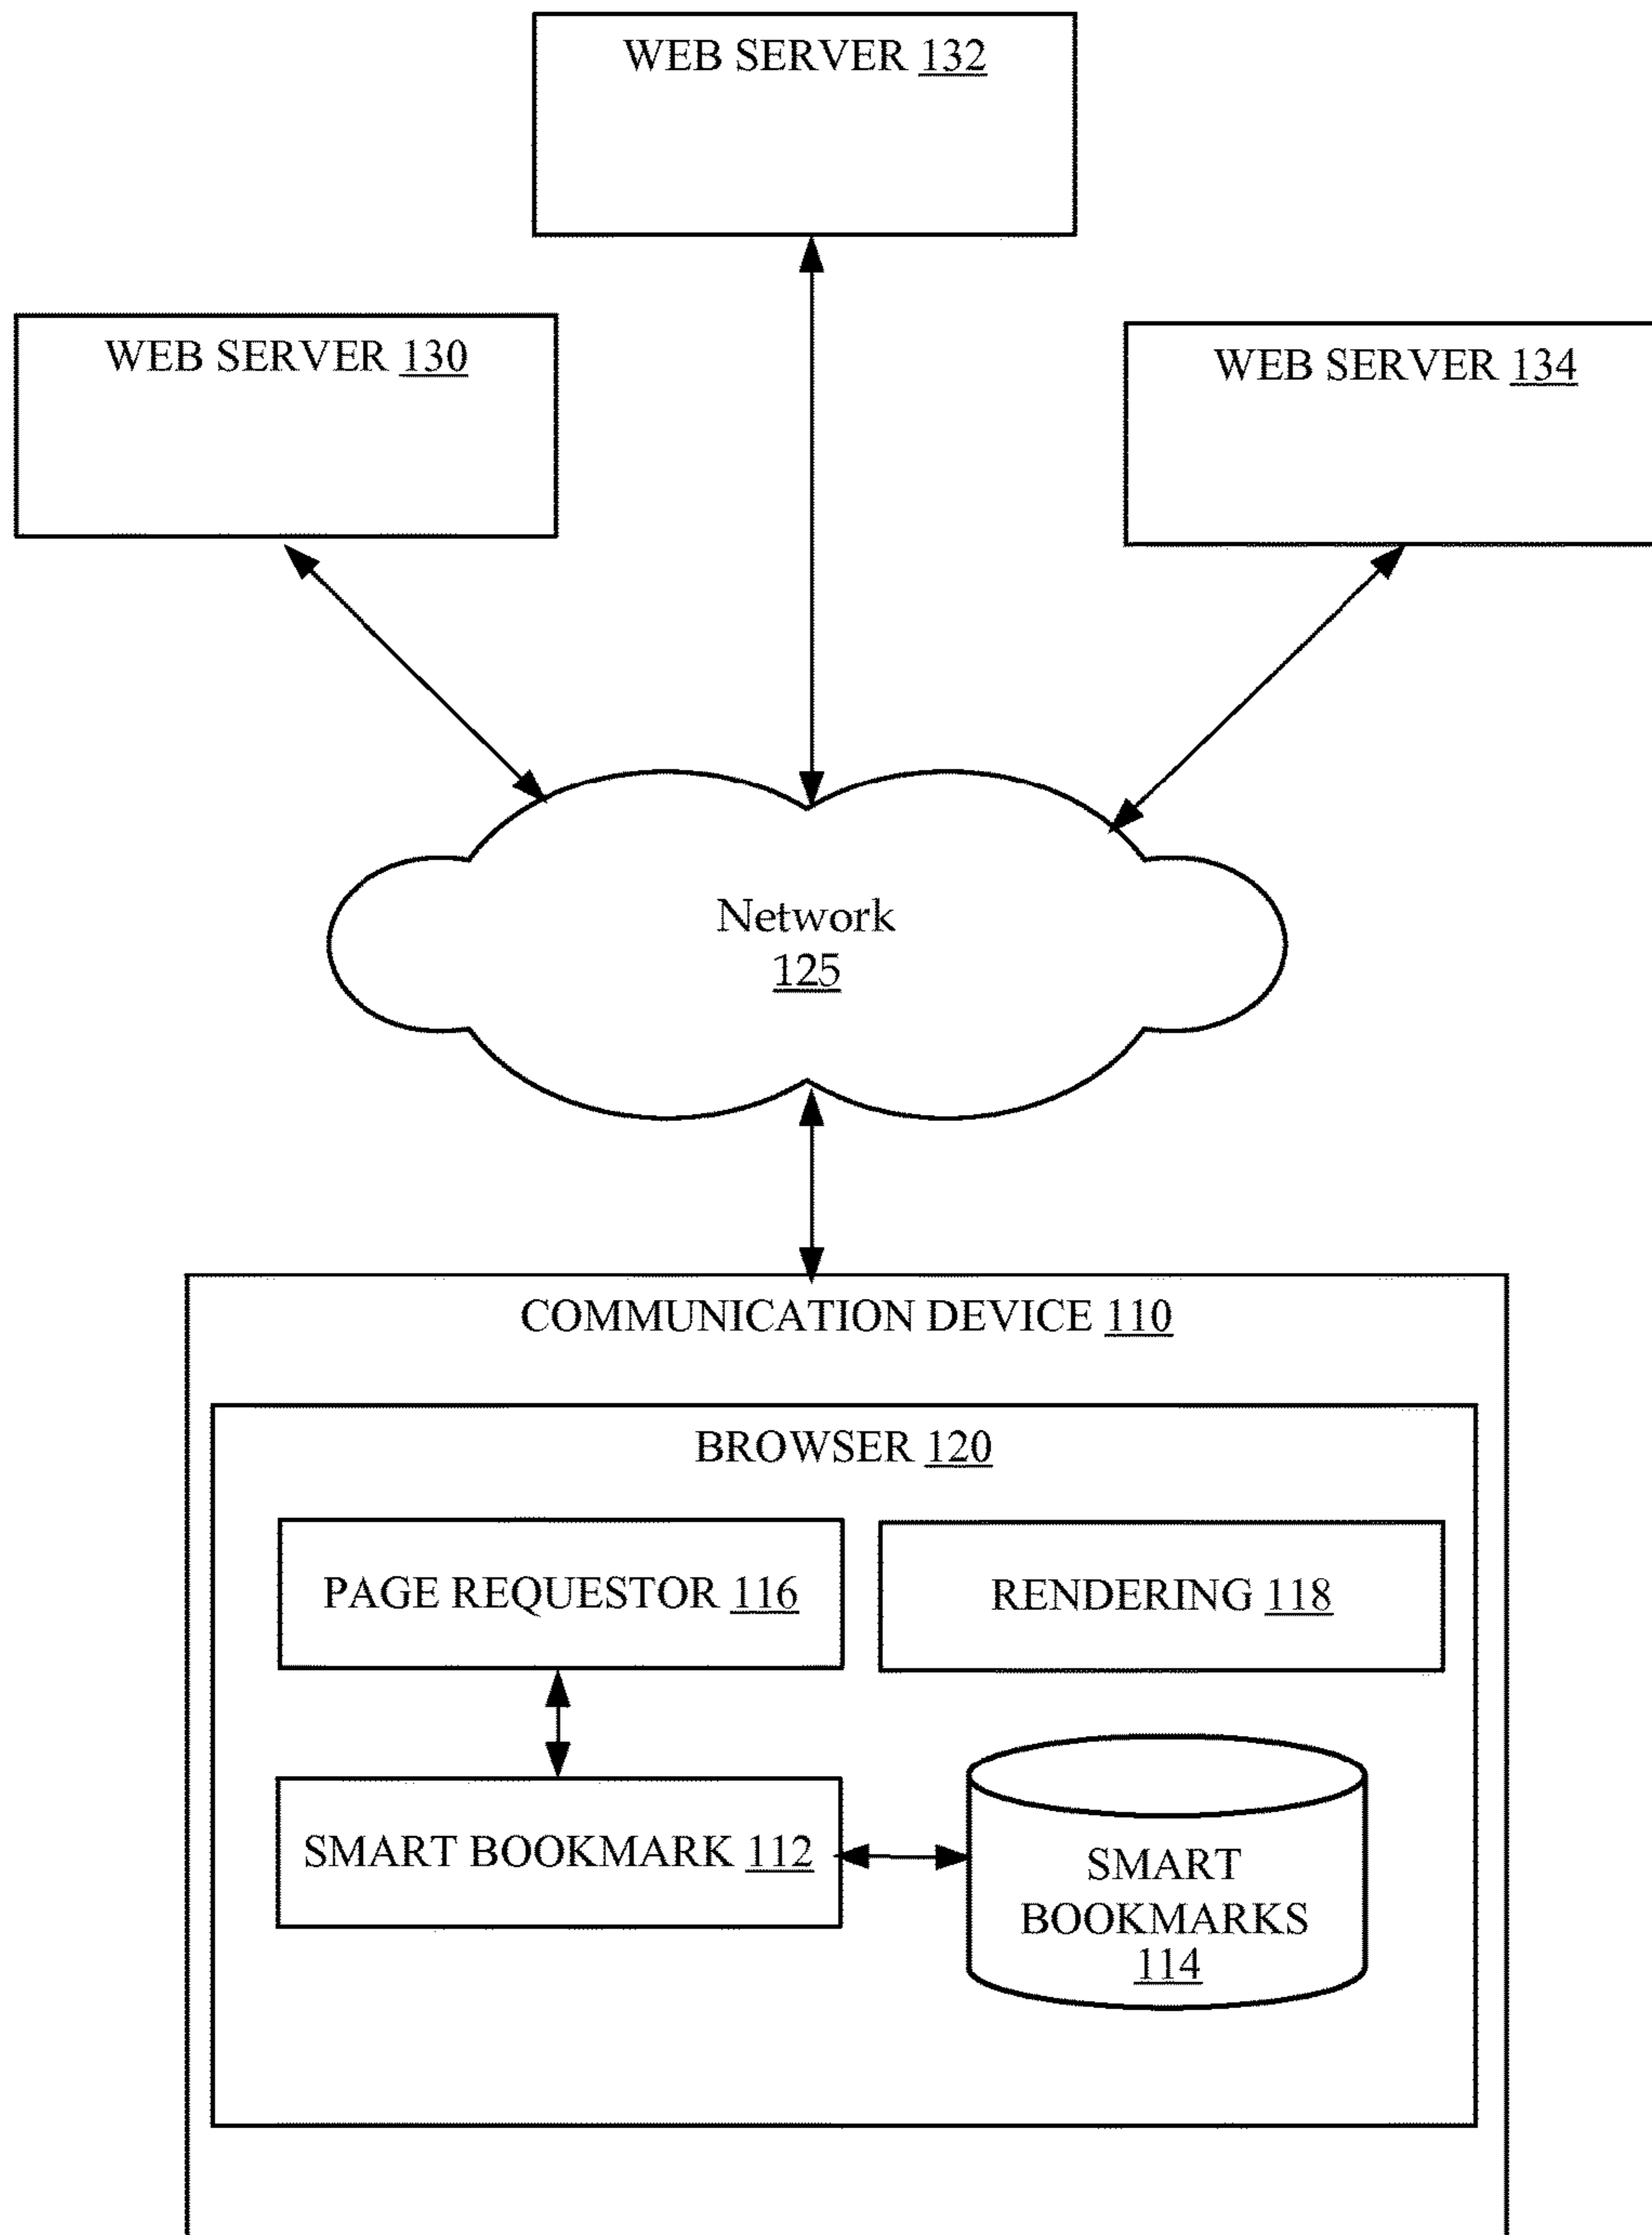 WEB SERVER 132
WEB SERVER 130
WEB SERVER 134
Network
125
COMMUNICATION DEVICE 110
BROWSER 120
PAGE REQUESTOR 116
RENDERING 118
SMART BOOKMARK 112
SMART
BOOKMARKS
114